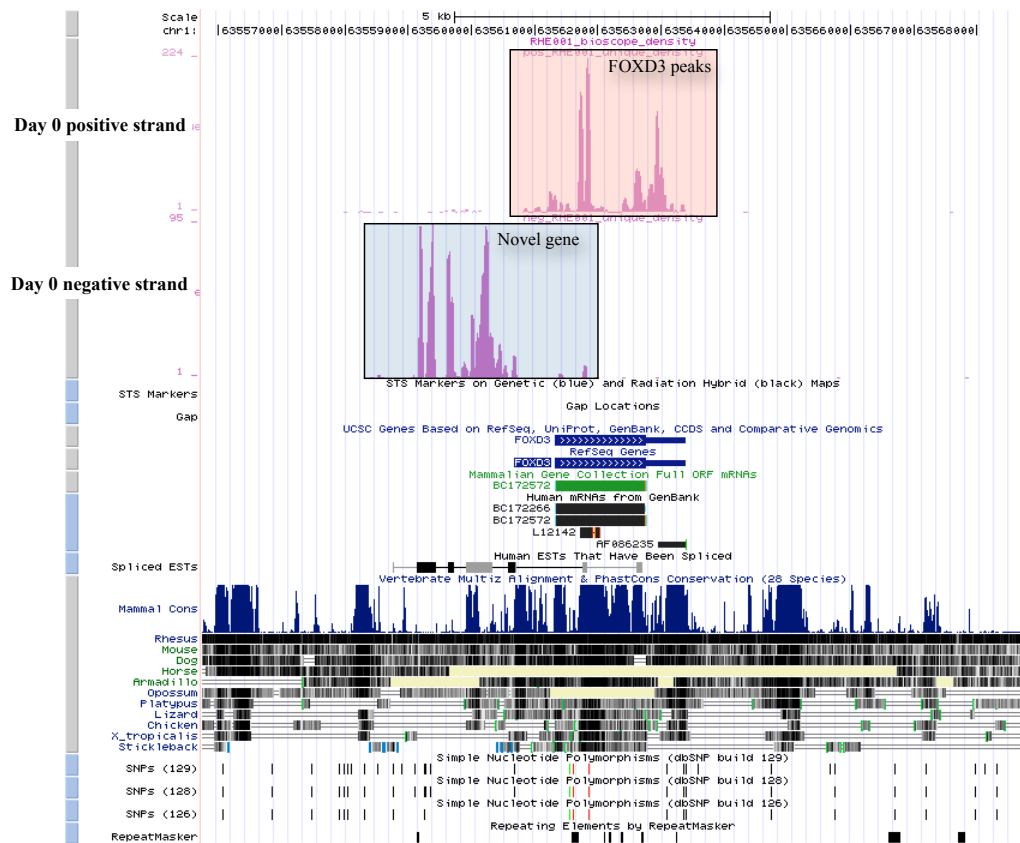 Scale 5 kb
chr1: 63557000 63558000 63559000 63560000 63561000 63562000 63563000 63564000 63565000 63566000 63567000 63568000
RHE001_bioscope_density
pos_RHE001_unique_density
224 _
FOXD3 peaks
Day 0 positive strand
1 _
neg_RHE001_unique_density
95 _
Novel gene
Day 0 negative strand
1 _
STS Markers on Genetic (blue) and Radiation Hybrid (black) Maps
STS Markers
Gap Locations
Gap
UCSC Genes Based on RefSeq, UniProt, GenBank, CCDS and Comparative Genomics
FOXD3
RefSeq Genes
FOXD3
Mammalian Gene Collection Full ORF mRNAs
BC172572
Human mRNAs from GenBank
BC172266
BC172572
L12142
AF086235
Human ESTs That Have Been Spliced
Spliced ESTs
Vertebrate Multiz Alignment & PhastCons Conservation (28 Species)
Mammal Cons
Rhesus
Mouse
Dog
Horse
Armadillo
Opossum
Platypus
Lizard
Chicken
X_tropicalis
Stickleback
Simple Nucleotide Polymorphisms (dbSNP build 129)
SNPs (129)
Simple Nucleotide Polymorphisms (dbSNP build 128)
SNPs (128)
Simple Nucleotide Polymorphisms (dbSNP build 126)
SNPs (126)
Repeating Elements by RepeatMasker
RepeatMasker